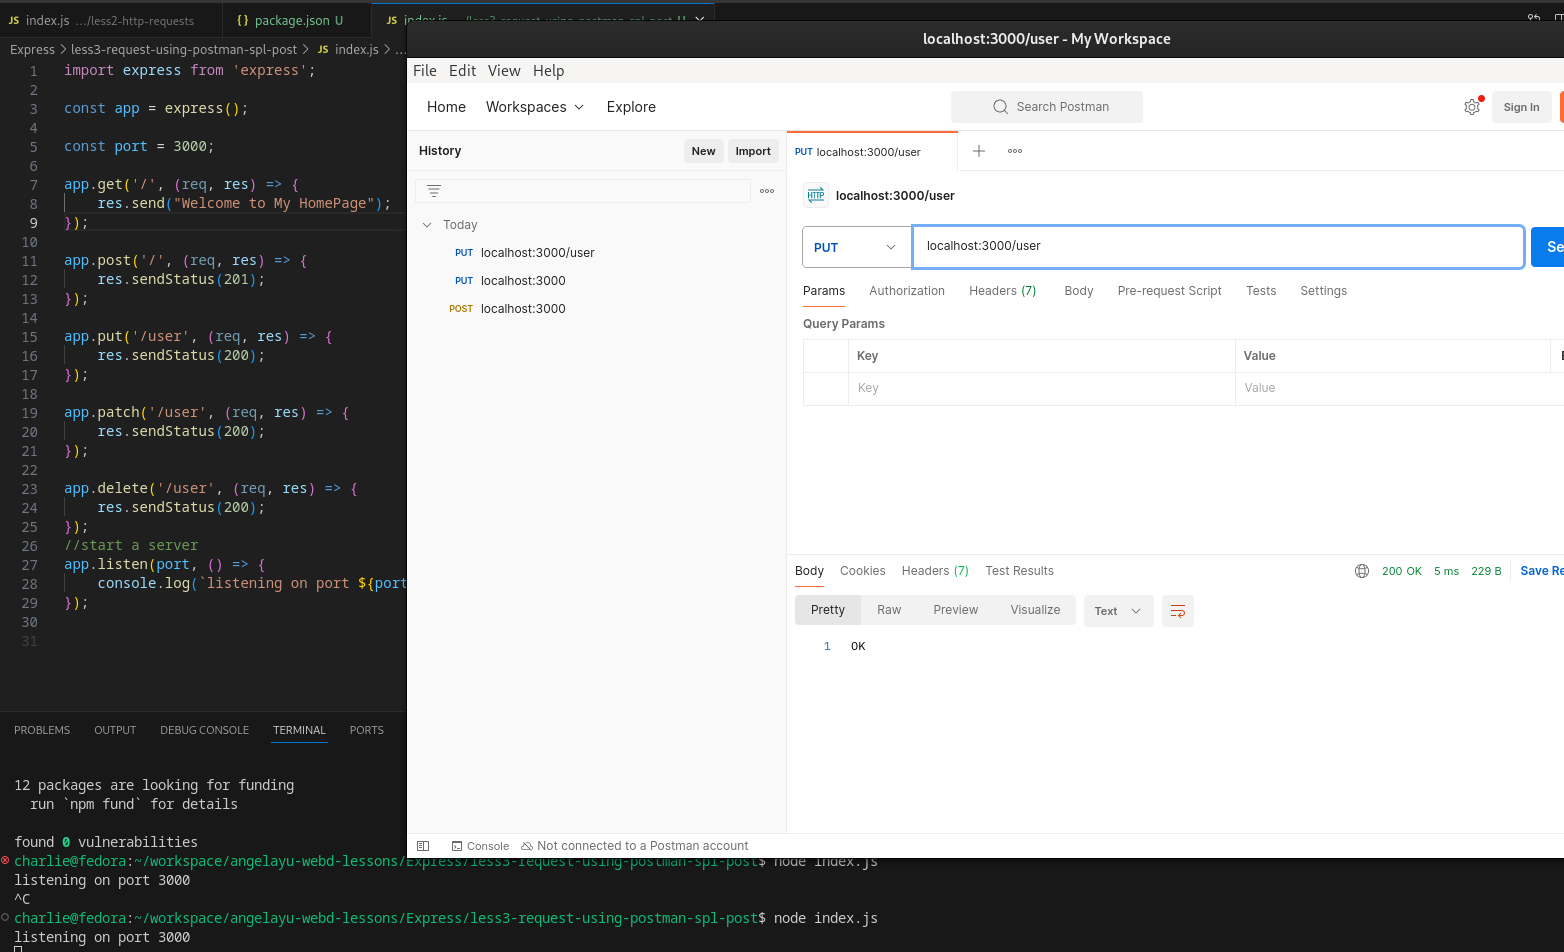 JS index.js .../less2-http-requests {} package.json U JS index.js .../less3-request-using-postman-spl-post U
Express > less3-request-using-postman-spl-post > JS index.js > ...
1 import express from 'express';
2
3 const app = express();
4
5 const port = 3000;
6
7 app.get('/', (req, res) => {
8 res.send("Welcome to My HomePage");
9 });
10
11 app.post('/', (req, res) => {
12 res.sendStatus(201);
13 });
14
15 app.put('/user', (req, res) => {
16 res.sendStatus(200);
17 });
18
19 app.patch('/user', (req, res) => {
20 res.sendStatus(200);
21 });
22
23 app.delete('/user', (req, res) => {
24 res.sendStatus(200);
25 });
26 //start a server
27 app.listen(port, () => {
28 console.log(`listening on port ${port
29 });
30
31
PROBLEMS OUTPUT DEBUG CONSOLE TERMINAL PORTS
12 packages are looking for funding
run `npm fund` for details
found 0 vulnerabilities
charlie@fedora:~/workspace/angelayu-webd-lessons/Express/less3-request-using-postman-spl-post$ node index.js
listening on port 3000
^C
charlie@fedora:~/workspace/angelayu-webd-lessons/Express/less3-request-using-postman-spl-post$ node index.js
listening on port 3000
localhost:3000/user - My Workspace
File Edit View Help
Home Workspaces Explore Search Postman Sign In
History New Import
Today
PUT localhost:3000/user
PUT localhost:3000
POST localhost:3000
PUT localhost:3000/user
HTTP localhost:3000/user
PUT localhost:3000/user Se
Params Authorization Headers (7) Body Pre-request Script Tests Settings
Query Params
Key Value
Key Value
Body Cookies Headers (7) Test Results 200 OK 5 ms 229 B Save Re
Pretty Raw Preview Visualize Text
1 OK
Console Not connected to a Postman account